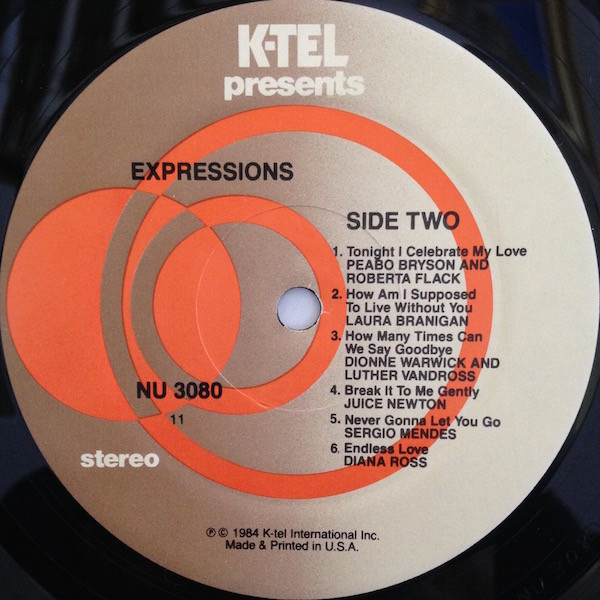 K-TEL
presents
EXPRESSIONS
SIDE TWO
1. Tonight I Celebrate My Love
PEABO BRYSON AND
ROBERTA FLACK
2. How Am I Supposed
To Live Without You
LAURA BRANIGAN
3. How Many Times Can
We Say Goodbye
DIONNE WARWICK AND
LUTHER VANDROSS
4. Break It To Me Gently
JUICE NEWTON
5. Never Gonna Let You Go
SERGIO MENDES
6. Endless Love
DIANA ROSS
NU 3080
11
stereo
℗ © 1984 K-tel International Inc.
Made & Printed in U.S.A.